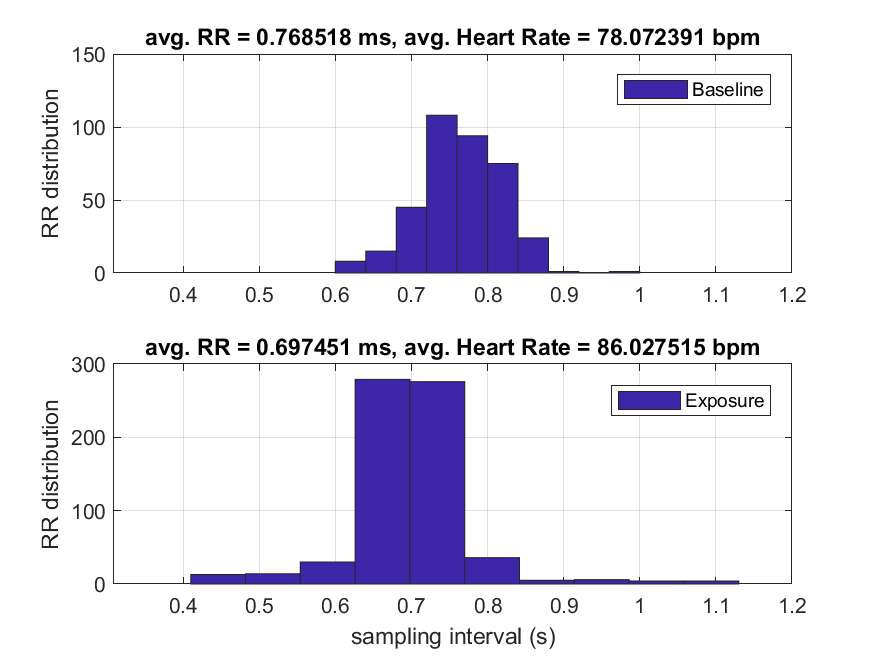 avg. RR = 0.768518 ms, avg. Heart Rate = 78.072391 bpm
150
100
50
0
RR distribution
Baseline
0.4 0.5 0.6 0.7 0.8 0.9 1 1.1 1.2
avg. RR = 0.697451 ms, avg. Heart Rate = 86.027515 bpm
300
200
100
0
RR distribution
Exposure
0.4 0.5 0.6 0.7 0.8 0.9 1 1.1 1.2
sampling interval (s)